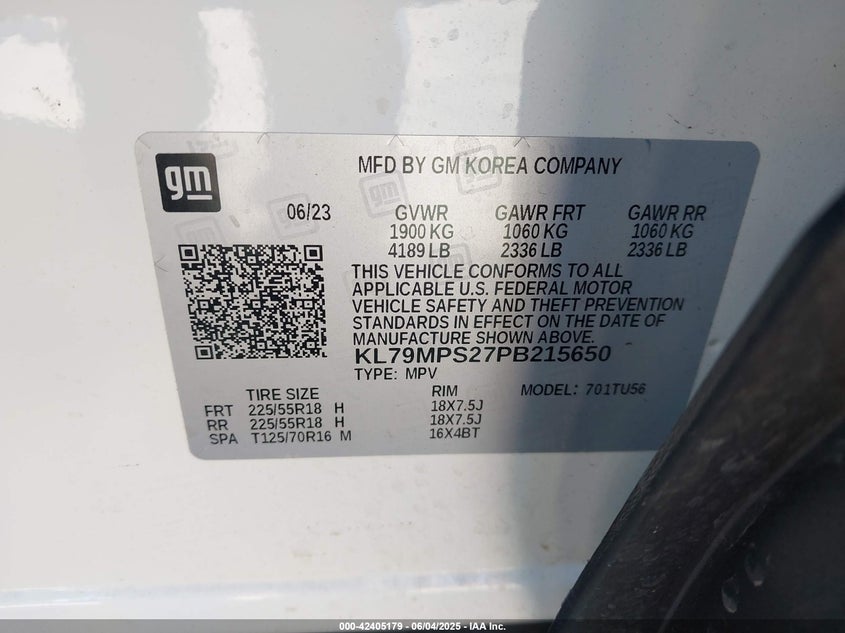 gm
MFD BY GM KOREA COMPANY
06/23 GVWR GAWR FRT GAWR RR
1900 KG 1060 KG 1060 KG
4189 LB 2336 LB 2336 LB
THIS VEHICLE CONFORMS TO ALL
APPLICABLE U.S. FEDERAL MOTOR
VEHICLE SAFETY AND THEFT PREVENTION
STANDARDS IN EFFECT ON THE DATE OF
MANUFACTURE SHOWN ABOVE.
KL79MPS27PB215650
TYPE: MPV
TIRE SIZE RIM MODEL: 701TU56
FRT 225/55R18 H 18X7.5J
RR 225/55R18 H 18X7.5J
SPA T125/70R16 M 16X4BT
000-42405179 - 06/04/2025 - IAA Inc.